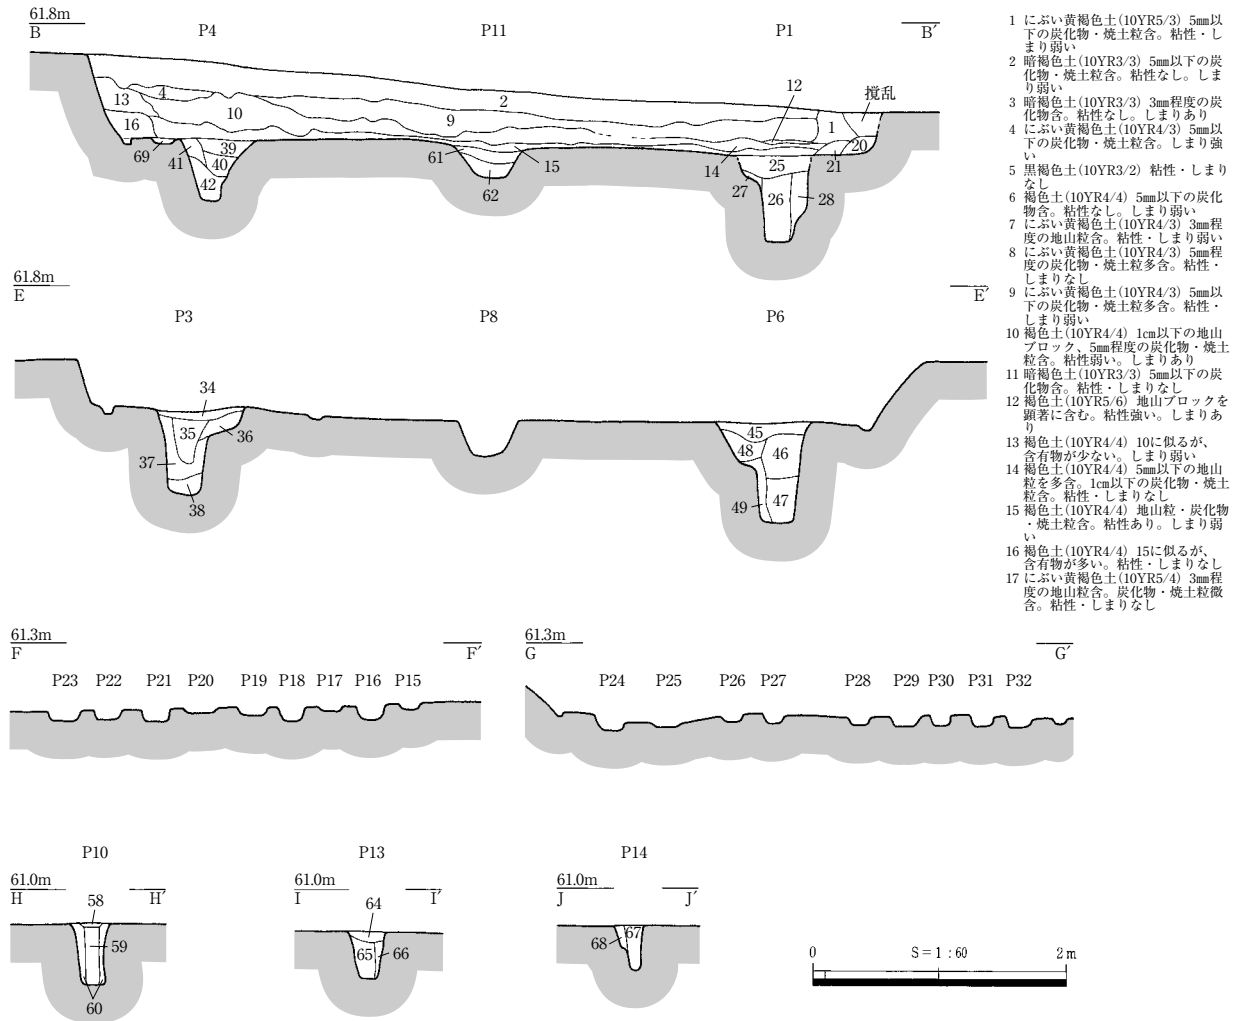 61.8m
B
P4
P11
P1
B′
13
4
10
2
9
12
撹乱
1
16
20
69
41
39
40
42
61
15
62
14
25
21
27
26
28
61.8m
E
P3
P8
P6
E′
34
35
36
37
38
45
48
46
49
47
61.3m
F
F′
P23 P22 P21 P20 P19 P18 P17 P16 P15
61.3m
G
G′
P24 P25 P26 P27 P28 P29 P30 P31 P32
P10
61.0m
H
H′
58
59
60
P13
61.0m
I
I′
64
65
66
P14
61.0m
J
J′
67
68
0 S=1:60 2m
1 にぶい黄褐色土(10YR5/3) 5㎜以
下の炭化物・焼土粒含。粘性・し
まり弱い
2 暗褐色土(10YR3/3) 5㎜以下の炭
化物・焼土粒含。粘性なし。しま
り弱い
3 暗褐色土(10YR3/3) 3㎜程度の炭
化物含。粘性なし。しまりあり
4 にぶい黄褐色土(10YR4/3) 5㎜以
下の炭化物・焼土粒含。しまり強
い
5 黒褐色土(10YR3/2) 粘性・しまり
なし
6 褐色土(10YR4/4) 5㎜以下の炭化
物含。粘性なし。しまり弱い
7 にぶい黄褐色土(10YR4/3) 3㎜程
度の地山粒含。粘性・しまり弱い
8 にぶい黄褐色土(10YR4/3) 5㎜程
度の炭化物・焼土粒多含。粘性・
しまりなし
9 にぶい黄褐色土(10YR4/3) 5㎜以
下の炭化物・焼土粒多含。粘性・
しまり弱い
10 褐色土(10YR4/4) 1㎝以下の地山
ブロック、5㎜程度の炭化物・焼土
粒含。粘性弱い。しまりあり
11 暗褐色土(10YR3/3) 5㎜以下の炭
化物含。粘性・しまりなし
12 褐色土(10YR5/6) 地山ブロックを
顕著に含む。粘性強い。しまりあ
り
13 褐色土(10YR4/4) 10に似るが、
含有物が少ない。しまり弱い
14 褐色土(10YR4/4) 5㎜以下の地山
粒を多含。1㎝以下の炭化物・焼土
粒含。粘性・しまりなし
15 褐色土(10YR4/4) 地山粒・炭化物
・焼土粒含。粘性あり。しまり弱
い
16 褐色土(10YR4/4) 15に似るが、
含有物が多い。粘性・しまりなし
17 にぶい黄褐色土(10YR5/4) 3㎜程
度の地山粒含。炭化物・焼土粒微
含。粘性・しまりなし